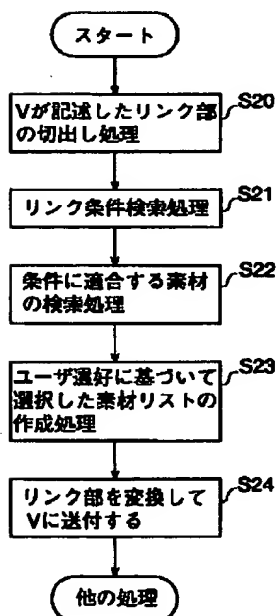 スタート
Vが記述したリンク部
の切出し処理
S20
リンク条件検索処理
S21
条件に適合する素材
の検索処理
S22
ユーザ選好に基づいて
選択した素材リストの
作成処理
S23
リンク部を変換して
Vに送付する
S24
他の処理